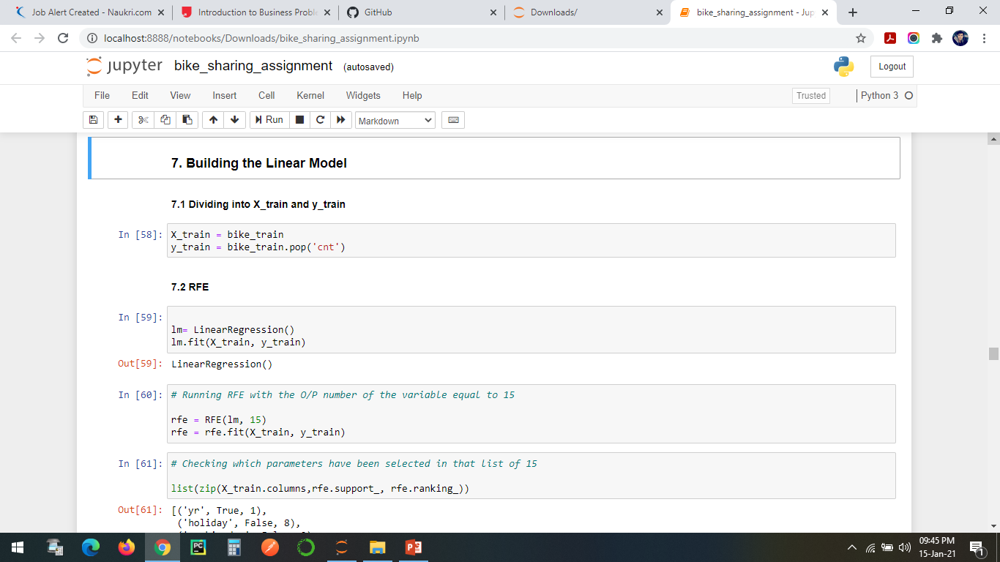 Job Alert Created - Naukri.com
Introduction to Business Proble
GitHub
Downloads/
bike_sharing_assignment - Jup
localhost:8888/notebooks/Downloads/bike_sharing_assignment.ipynb
jupyter bike_sharing_assignment (autosaved)
Logout
File Edit View Insert Cell Kernel Widgets Help
Trusted
Python 3
Run
Markdown
7. Building the Linear Model
7.1 Dividing into X_train and y_train
In [58]: X_train = bike_train
y_train = bike_train.pop('cnt')
7.2 RFE
In [59]:
lm= LinearRegression()
lm.fit(X_train, y_train)
Out[59]: LinearRegression()
In [60]: # Running RFE with the O/P number of the variable equal to 15
rfe = RFE(lm, 15)
rfe = rfe.fit(X_train, y_train)
In [61]: # Checking which parameters have been selected in that list of 15
list(zip(X_train.columns,rfe.support_, rfe.ranking_))
Out[61]: [('yr', True, 1),
('holiday', False, 8),
PC
09:45 PM
15-Jan-21
1